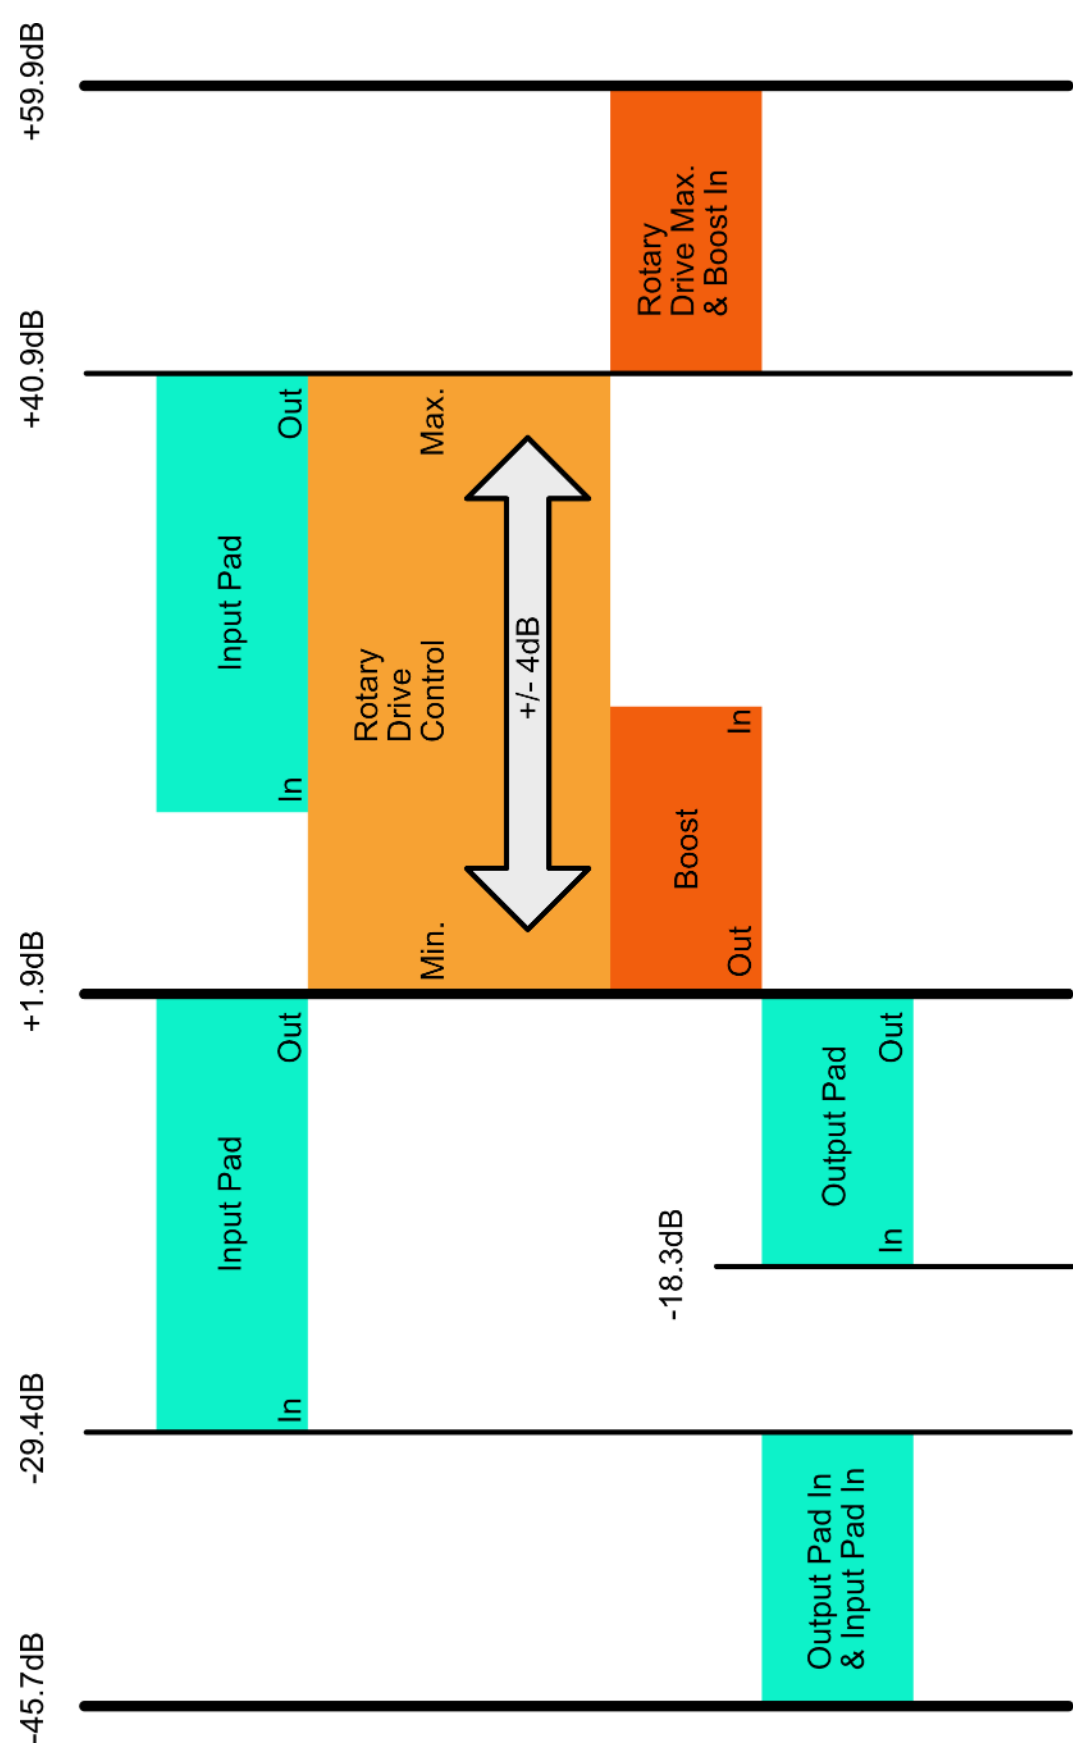 -45.7dB
-29.4dB
+1.9dB
+40.9dB
+59.9dB
Input Pad
In
Out
Input Pad
In
Out
Rotary
Drive
Control
Min.
Max.
+/- 4dB
Boost
Out
In
Rotary
Drive Max.
& Boost In
-18.3dB
Output Pad
In
Out
Output Pad In
& Input Pad In